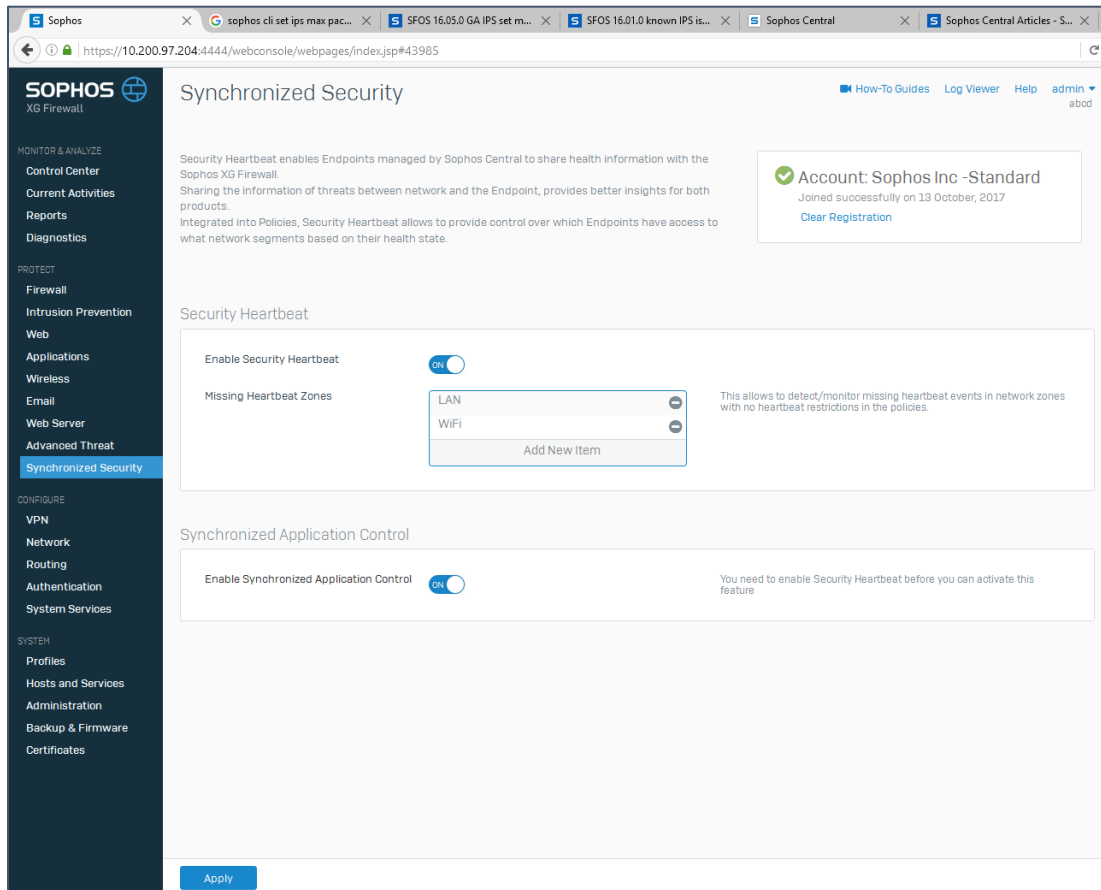 Sophos
sophos cli set ips max pac...
SFOS 16.05.0 GA IPS set m...
SFOS 16.01.0 known IPS is...
Sophos Central
Sophos Central Articles - S...
https://10.200.97.204:4444/webconsole/webpages/index.jsp#43985
SOPHOS
XG Firewall
MONITOR & ANALYZE
Control Center
Current Activities
Reports
Diagnostics
PROTECT
Firewall
Intrusion Prevention
Web
Applications
Wireless
Email
Web Server
Advanced Threat
Synchronized Security
CONFIGURE
VPN
Network
Routing
Authentication
System Services
SYSTEM
Profiles
Hosts and Services
Administration
Backup & Firmware
Certificates
Synchronized Security
How-To Guides Log Viewer Help admin
abcd
Security Heartbeat enables Endpoints managed by Sophos Central to share health information with the
Sophos XG Firewall.
Sharing the information of threats between network and the Endpoint, provides better insights for both
products.
Integrated into Policies, Security Heartbeat allows to provide control over which Endpoints have access to
what network segments based on their health state.
Account: Sophos Inc -Standard
Joined successfully on 13 October, 2017
Clear Registration
Security Heartbeat
Enable Security Heartbeat
ON
Missing Heartbeat Zones
LAN
WiFi
Add New Item
This allows to detect/monitor missing heartbeat events in network zones
with no heartbeat restrictions in the policies.
Synchronized Application Control
Enable Synchronized Application Control
ON
You need to enable Security Heartbeat before you can activate this
feature
Apply